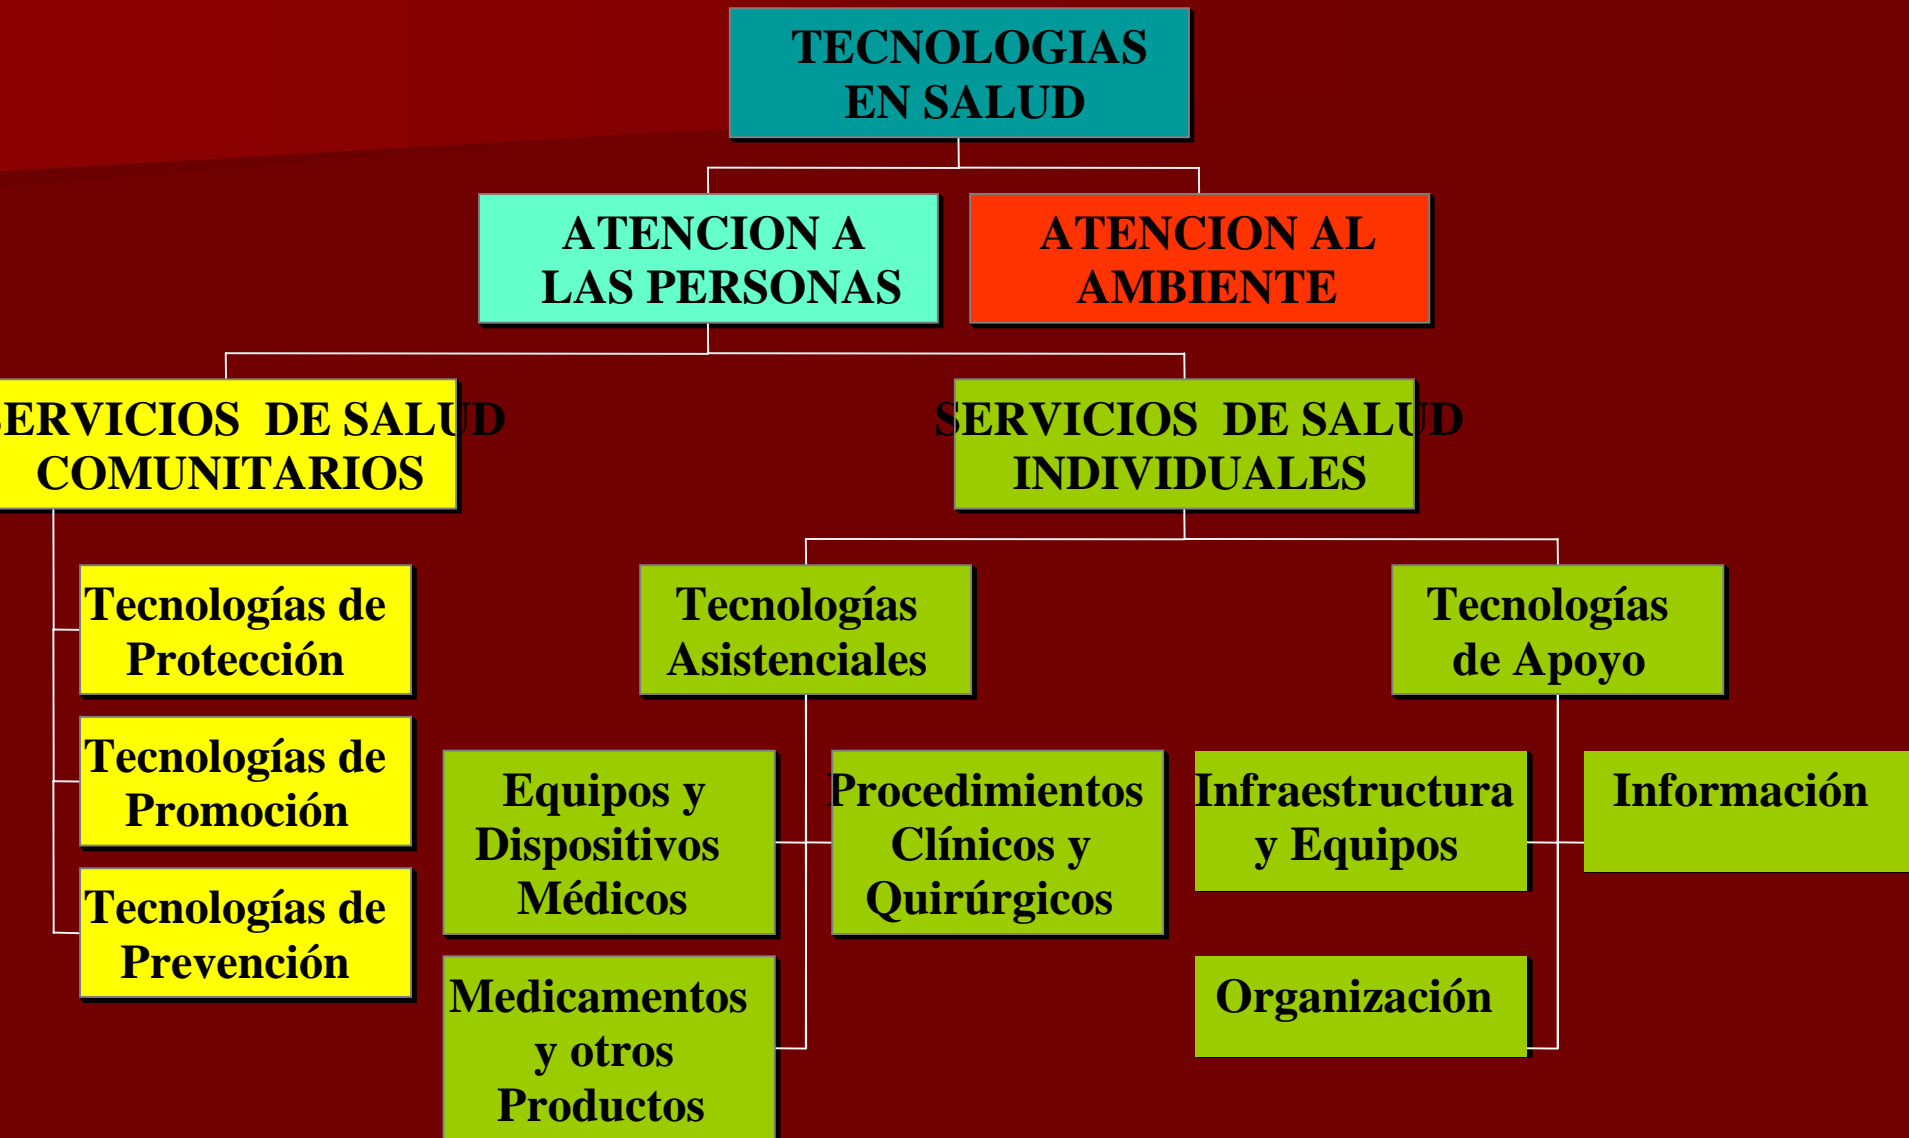 TECNOLOGIAS
EN SALUD
ATENCION A
LAS PERSONAS
ATENCION AL
AMBIENTE
SERVICIOS DE SALUD
COMUNITARIOS
SERVICIOS DE SALUD
INDIVIDUALES
Tecnologías de
Protección
Tecnologías de
Promoción
Tecnologías de
Prevención
Tecnologías
Asistenciales
Equipos y
Dispositivos
Médicos
Procedimientos
Clínicos y
Quirúrgicos
Medicamentos
y otros
Productos
Tecnologías
de Apoyo
Infraestructura
y Equipos
Información
Organización